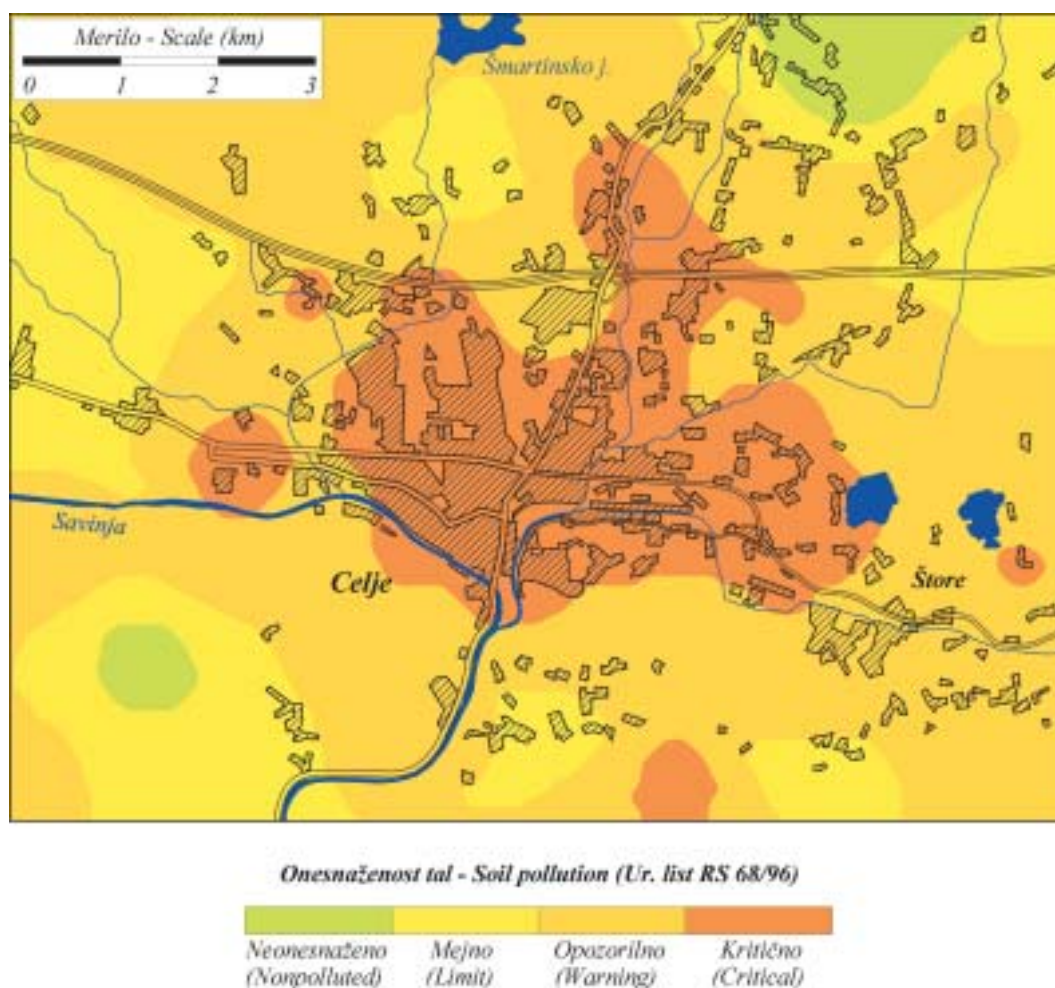 Merilo - Scale (km)
0 1 2 3
Šmartinsko j.
Savinja
Celje
Štore
Onesnaženost tal - Soil pollution (Ur. list RS 68/96)
Neonesnaženo Mejno Opozorilno Kritično
(Nonpolluted) (Limit) (Warning) (Critical)